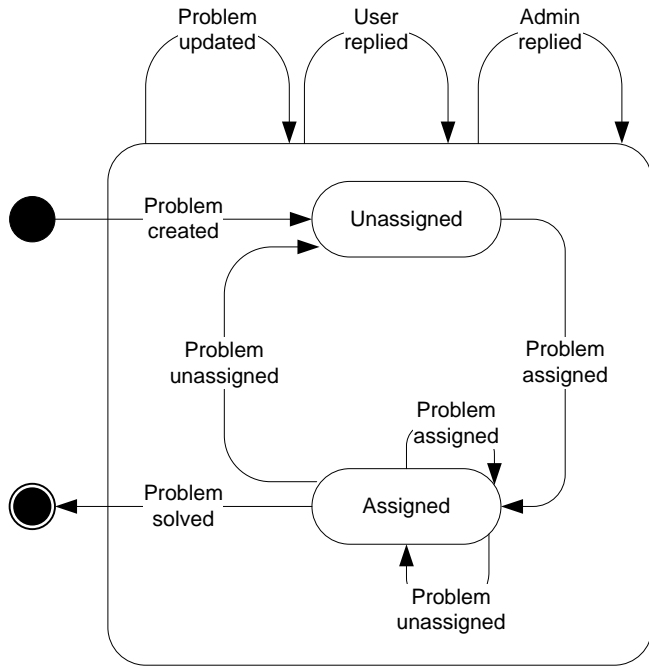 Problem
updated
User
replied
Admin
replied
Problem
created
Unassigned
Problem
unassigned
Problem
assigned
Problem
assigned
Problem
solved
Assigned
Problem
unassigned